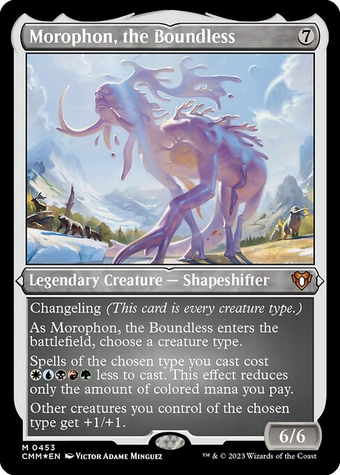 Morophon, the Boundless 7
Legendary Creature — Shapeshifter
Changeling (This card is every creature type.)
As Morophon, the Boundless enters the
battlefield, choose a creature type.
Spells of the chosen type you cast cost
less to cast. This effect reduces
only the amount of colored mana you pay.
Other creatures you control of the chosen
type get +1/+1.
6/6
M 0453
CMM★EN Victor Adame Minguez
™ & © 2023 Wizards of the Coast